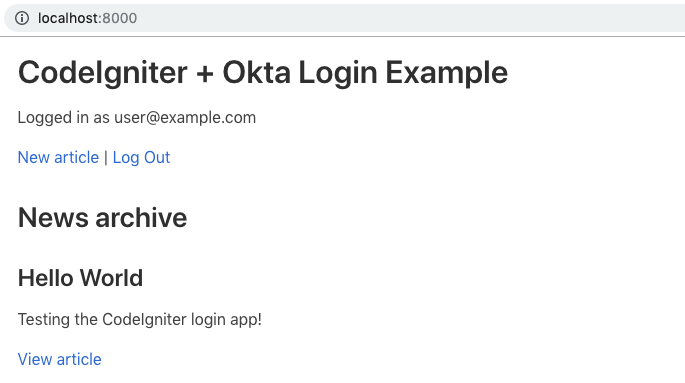 localhost:8000
CodeIgniter + Okta Login Example
Logged in as user@example.com
New article | Log Out
News archive
Hello World
Testing the CodeIgniter login app!
View article